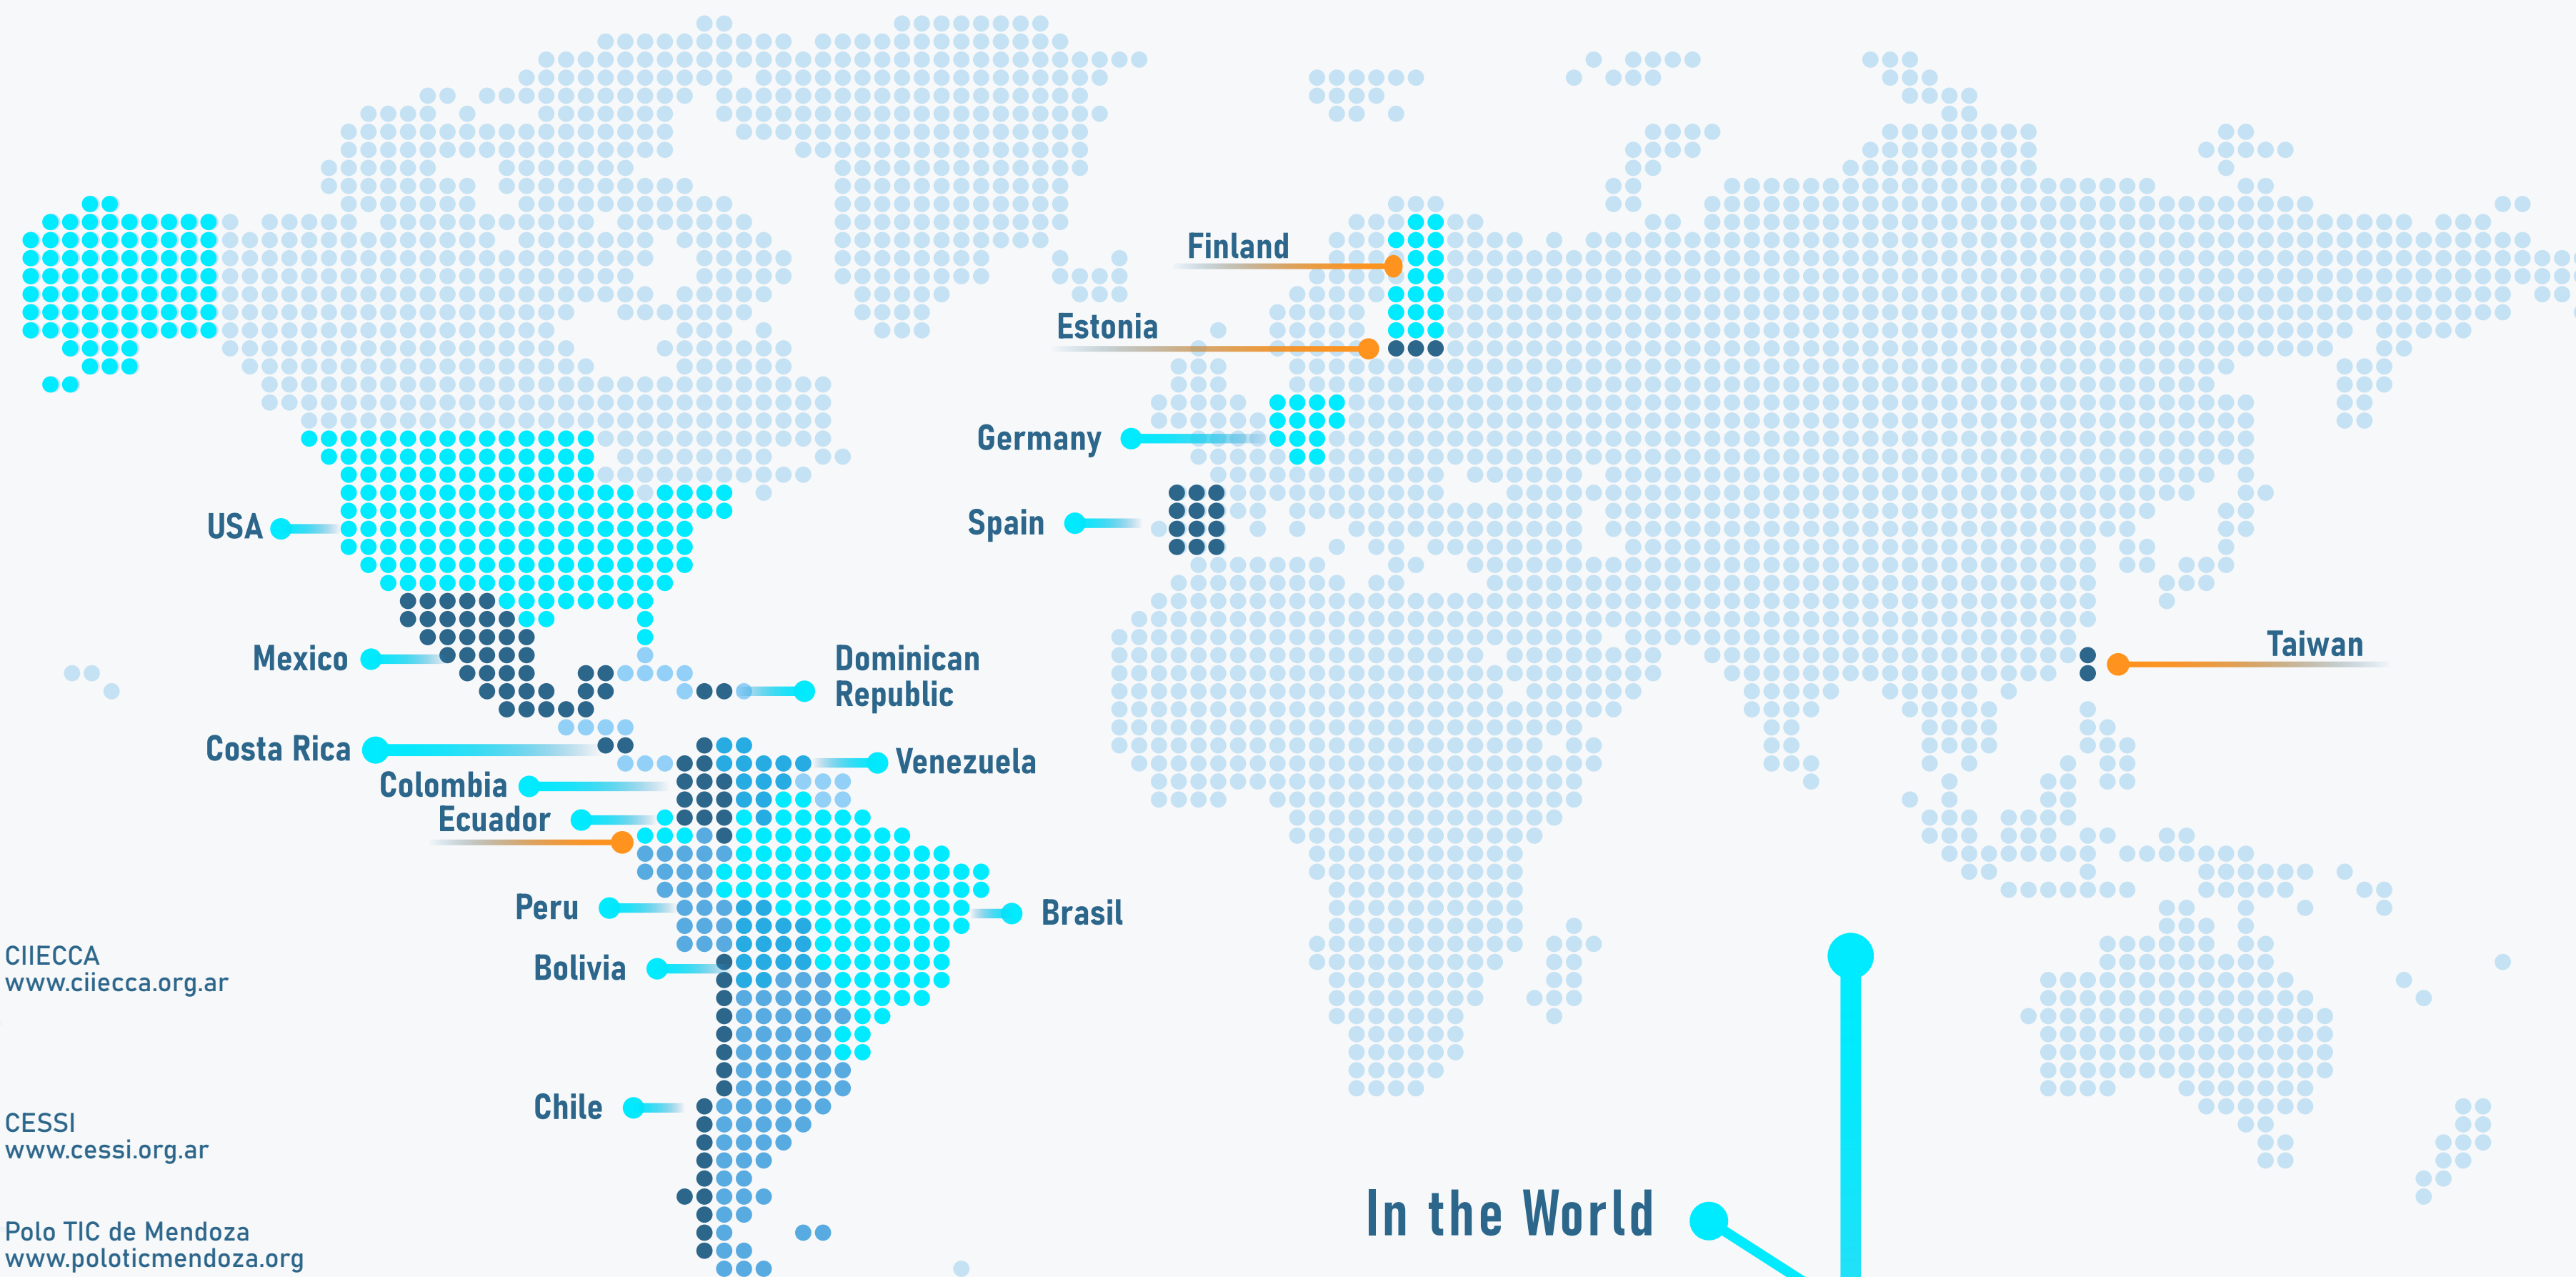 Finland
Estonia
Germany
USA
Spain
Mexico
Dominican
Republic
Taiwan
Costa Rica
Venezuela
Colombia
Ecuador
Peru
Brasil
Bolivia
CIIECCA
www.ciiecca.org.ar
Chile
CESSI
www.cessi.org.ar
In the World
Polo TIC de Mendoza
www.poloticmendoza.org